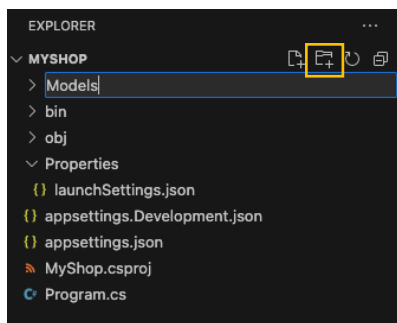 EXPLORER
MYSHOP
Models
bin
obj
Properties
{} launchSettings.json
{} appsettings.Development.json
{} appsettings.json
MyShop.csproj
C# Program.cs